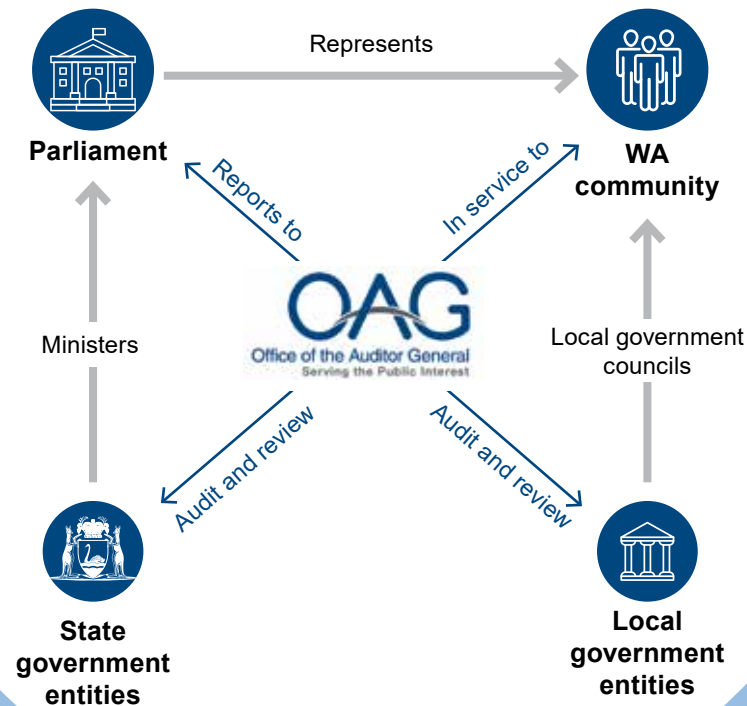 Represents
Parliament
WA
community
Reports to
In service to
OAG
Office of the Auditor General
Serving the Public Interest
Ministers
Local government
councils
Audit and review
Audit and review
State
government
entities
Local
government
entities